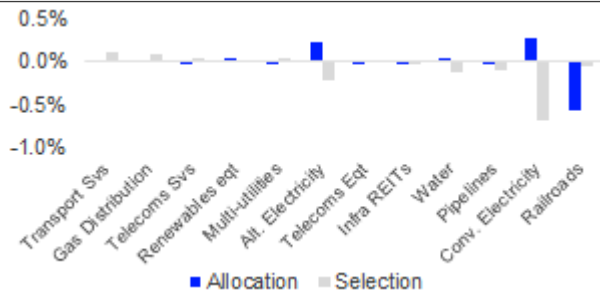 0.5%
0.0%
-0.5%
-1.0%
Transport Svs
Gas Distribution
Telecoms Svs
Renewables eqt
Multi-utilities
Alt. Electricity
Telecoms Eqt
Infra REITs
Water
Pipelines
Conv. Electricity
Railroads
Allocation Selection